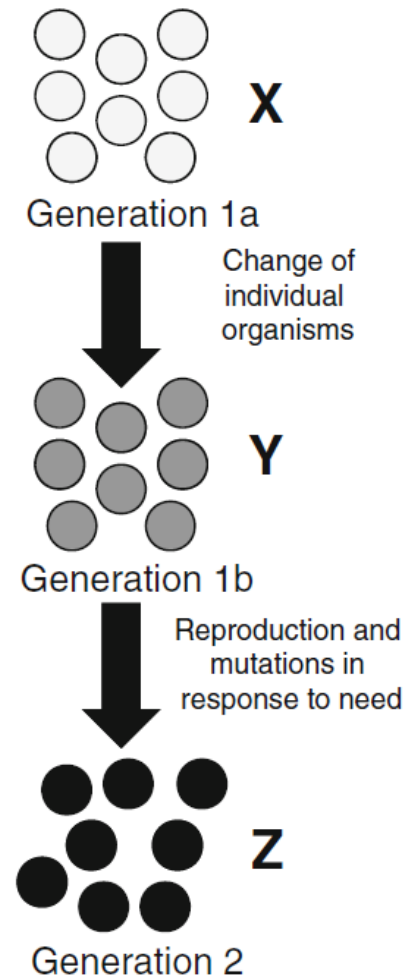 X
Generation 1a
Change of
individual
organisms
Y
Generation 1b
Reproduction and
mutations in
response to need
Z
Generation 2